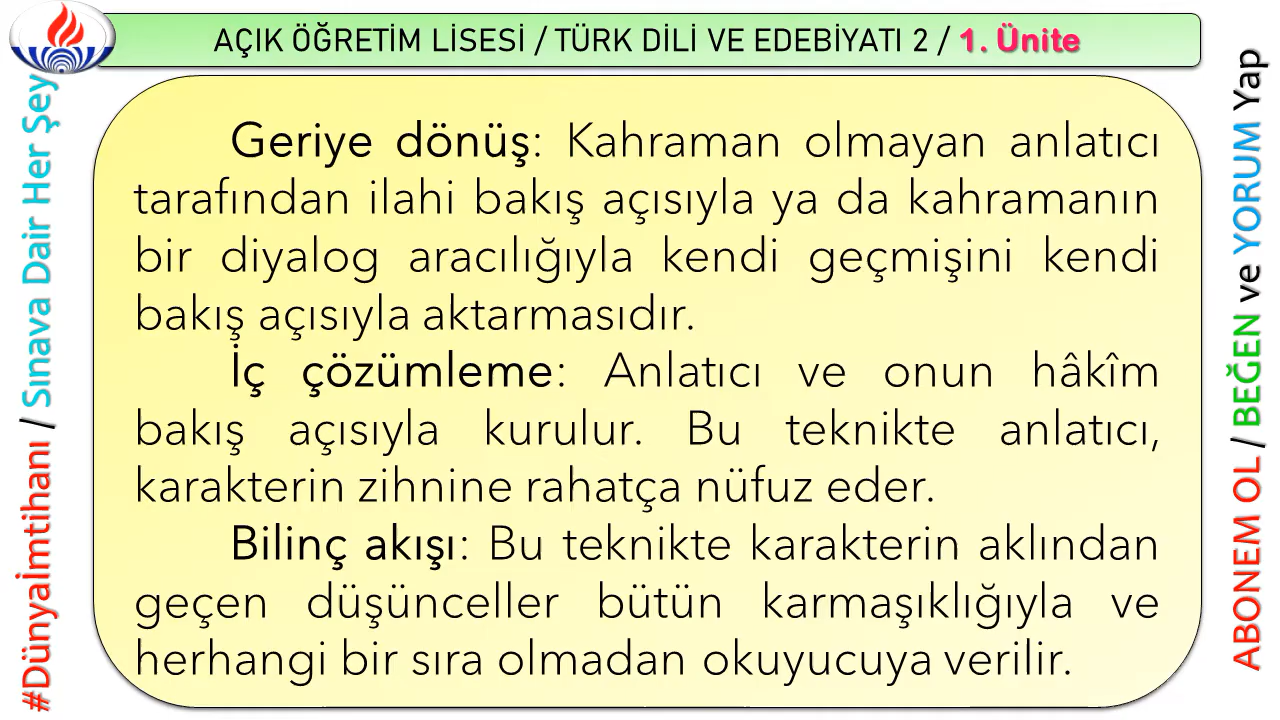 AÇIK ÖĞRETİM LİSESİ / TÜRK DİLİ VE EDEBİYATI 2 / 1. Ünite
#Dünyaİmtihanı / Sınava Dair Her Şey
Geriye dönüş: Kahraman olmayan anlatıcı
tarafından ilahi bakış açısıyla ya da kahramanın
bir diyalog aracılığıyla kendi geçmişini kendi
bakış açısıyla aktarmasıdır.
İç çözümleme: Anlatıcı ve onun hâkîm
bakış açısıyla kurulur. Bu teknikte anlatıcı,
karakterin zihnine rahatça nüfuz eder.
Bilinç akışı: Bu teknikte karakterin aklından
geçen düşünceller bütün karmaşıklığıyla ve
herhangi bir sıra olmadan okuyucuya verilir.
ABONEM OL / BEĞEN ve YORUM Yap